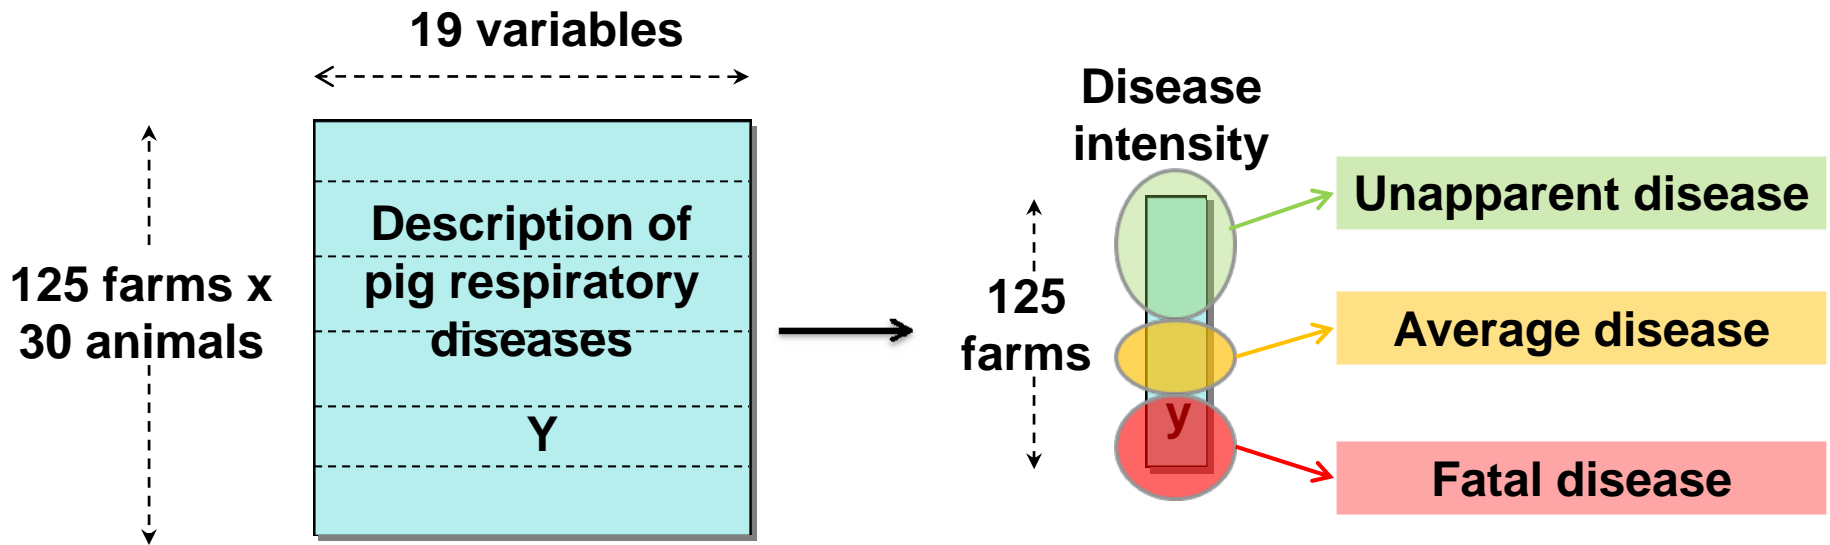 19 variables
125 farms x
30 animals
Description of
pig respiratory
diseases
Y
Disease
intensity
125
farms
y
Unapparent disease
Average disease
Fatal disease